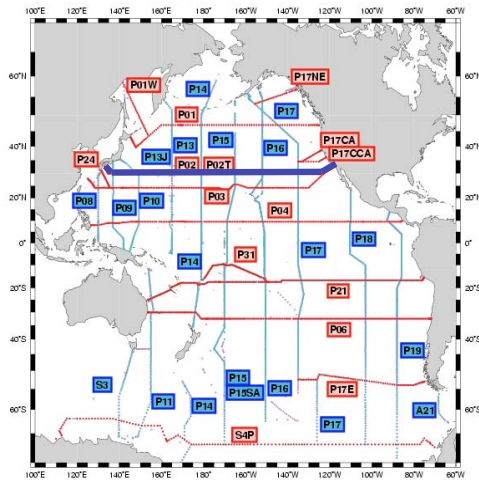 60°N
P01W
P14
P17NE
P17
P01
P13
P15
P16
P17CA
P17CCA
P24
P13J
P02
P02T
40°N
20°N
P08
P09
P10
P03
P04
0°
P14
P31
P17
P18
20°S
P21
P06
40°S
S3
P11
P14
P15
P15SA
P16
P17E
P19
60°S
S4P
P17
A21
100°E
120°E
140°E
160°E
180°W
160°W
140°W
120°W
100°W
80°W